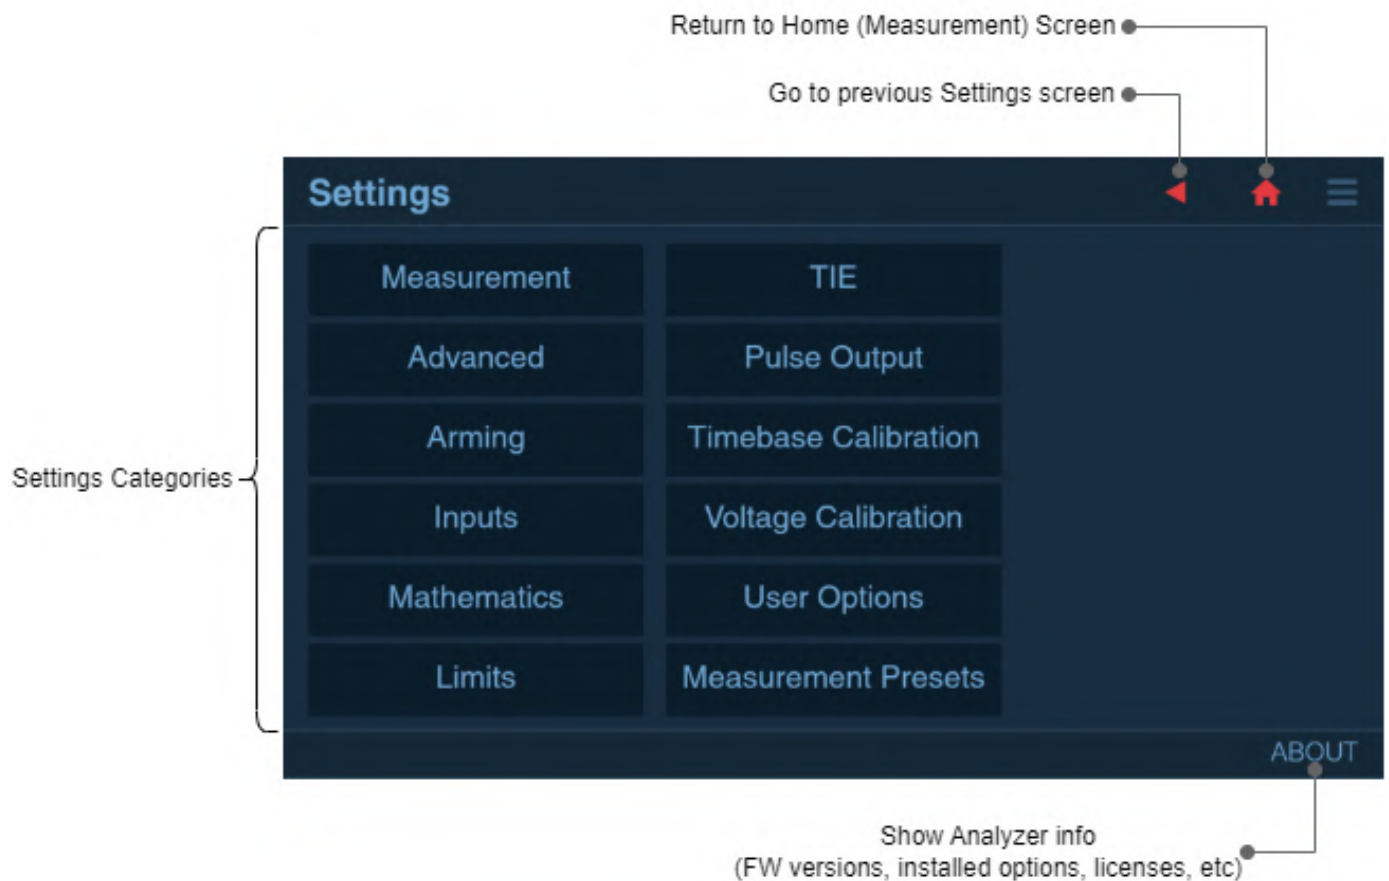 Return to Home (Measurement) Screen
Go to previous Settings screen
Settings
Measurement
TIE
Advanced
Pulse Output
Arming
Timebase Calibration
Settings Categories
Inputs
Voltage Calibration
Mathematics
User Options
Limits
Measurement Presets
ABOUT
Show Analyzer info
(FW versions, installed options, licenses, etc)